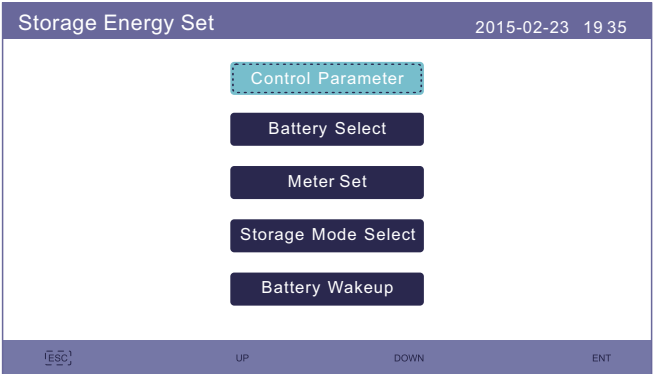 Storage Energy Set 2015-02-23 19 35
Control Parameter
Battery Select
Meter Set
Storage Mode Select
Battery Wakeup
ESC UP DOWN ENT